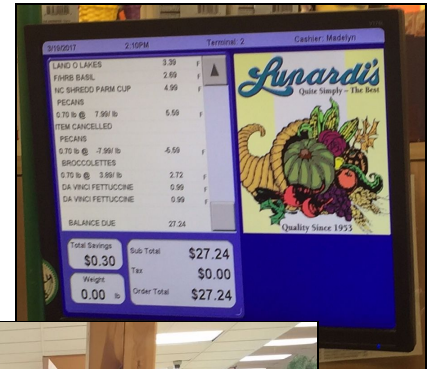 3/19/2017 2:10PM Terminal: 2 Cashier: Madelyn
LAND O LAKES 3.39 F
F/HRB BASIL 2.69 F
NC SHREDD PARM CUP 4.99 F
PECANS
0.70 lb @ 7.99/ lb 5.59 F
ITEM CANCELLED
PECANS
0.70 lb @ -7.99/ lb -5.59 F
BROCCOLETTES
0.70 lb @ 3.89/ lb 2.72 F
DA VINCI FETTUCCINE 0.99 F
DA VINCI FETTUCCINE 0.99 F
BALANCE DUE 27.24
Total Savings
$0.30
Weight
0.00 lb
Sub Total $27.24
Tax $0.00
Order Total $27.24
Lunardi's
Quite Simply – The Best
Quality Since 1953